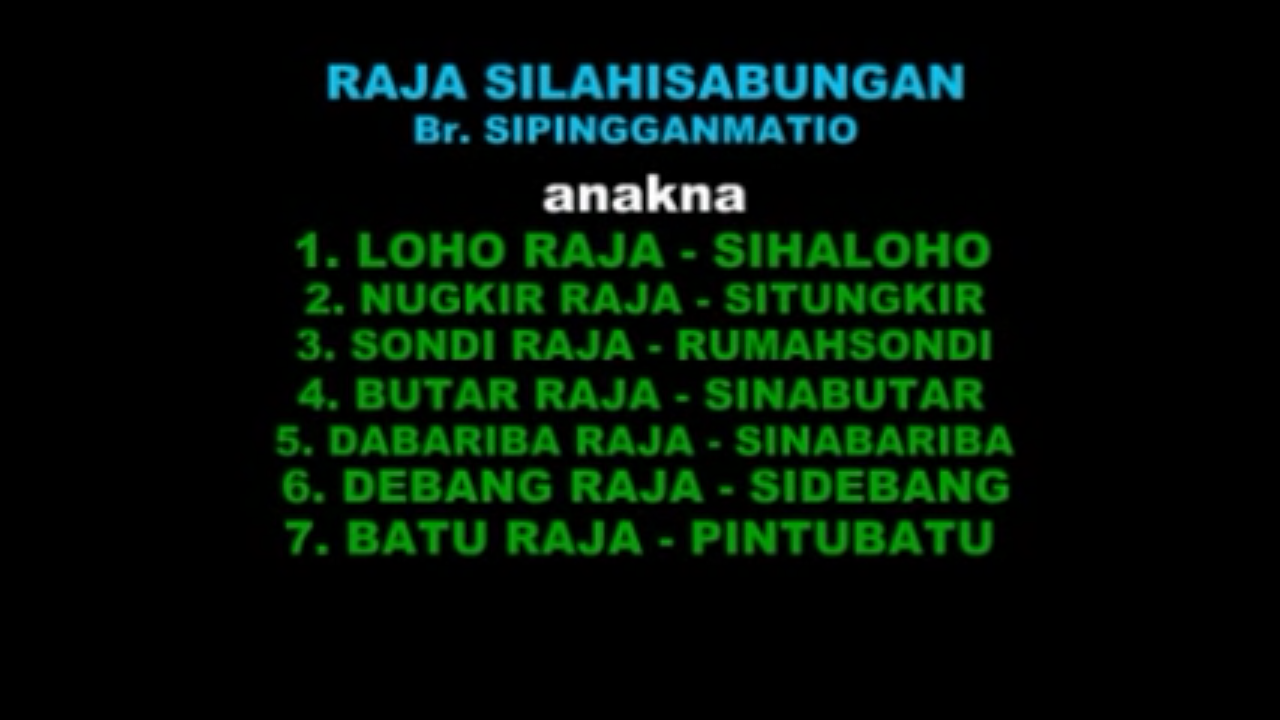 RAJA SILAHISABUNGAN
Br. SIPINGGANMATIO
anakna
1. LOHO RAJA - SIHALOHO
2. NUGKIR RAJA - SITUNGKIR
3. SONDI RAJA - RUMAHSONDI
4. BUTAR RAJA - SINABUTAR
5. DABARIBA RAJA - SINABARIBA
6. DEBANG RAJA - SIDEBANG
7. BATU RAJA - PINTUBATU